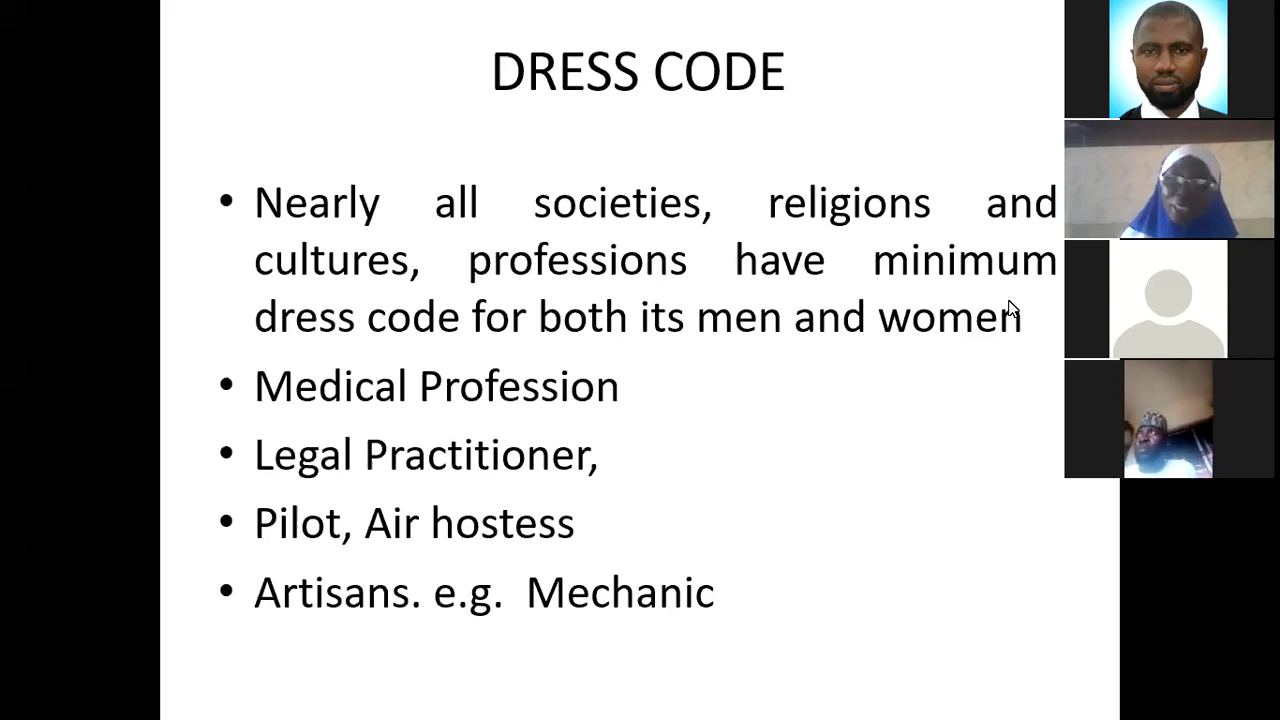 DRESS CODE
• Nearly all societies, religions and
cultures, professions have minimum
dress code for both its men and women
• Medical Profession
• Legal Practitioner,
• Pilot, Air hostess
• Artisans. e.g. Mechanic